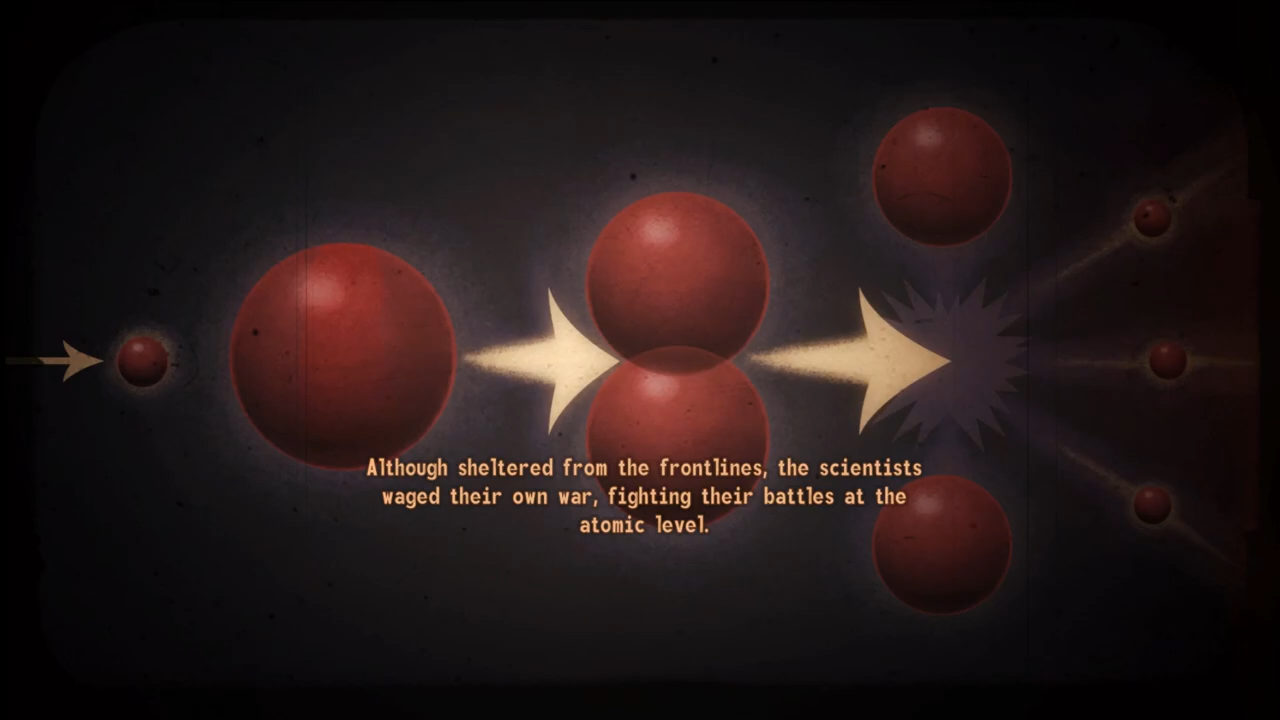 Although sheltered from the frontlines, the scientists
waged their own war, fighting their battles at the
atomic level.